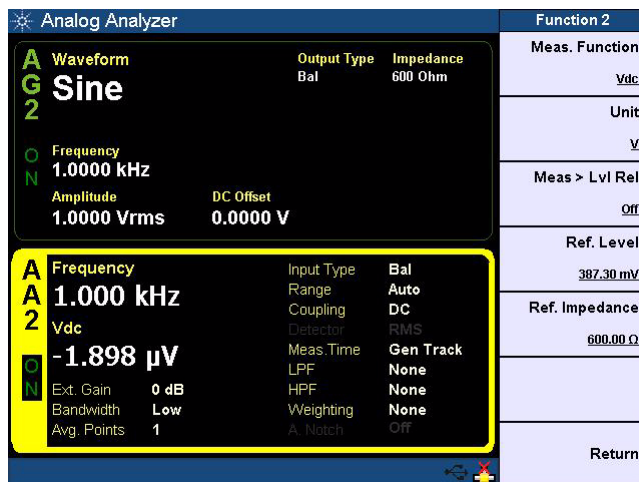 Analog Analyzer
Function 2
AG2
ON
Waveform
Sine
Output Type Impedance
Bal 600 Ohm
Frequency
1.0000 kHz
Amplitude DC Offset
1.0000 Vrms 0.0000 V
AA2
ON
Frequency
1.000 kHz
Vdc
-1.898 µV
Ext. Gain 0 dB
Bandwidth Low
Avg. Points 1
Input Type Bal
Range Auto
Coupling DC
Detector RMS
Meas.Time Gen Track
LPF None
HPF None
Weighting None
A. Notch Off
Meas. Function
Vdc
Unit
V
Meas > Lvl Rel
Off
Ref. Level
387.30 mV
Ref. Impedance
600.00 Ω
Return